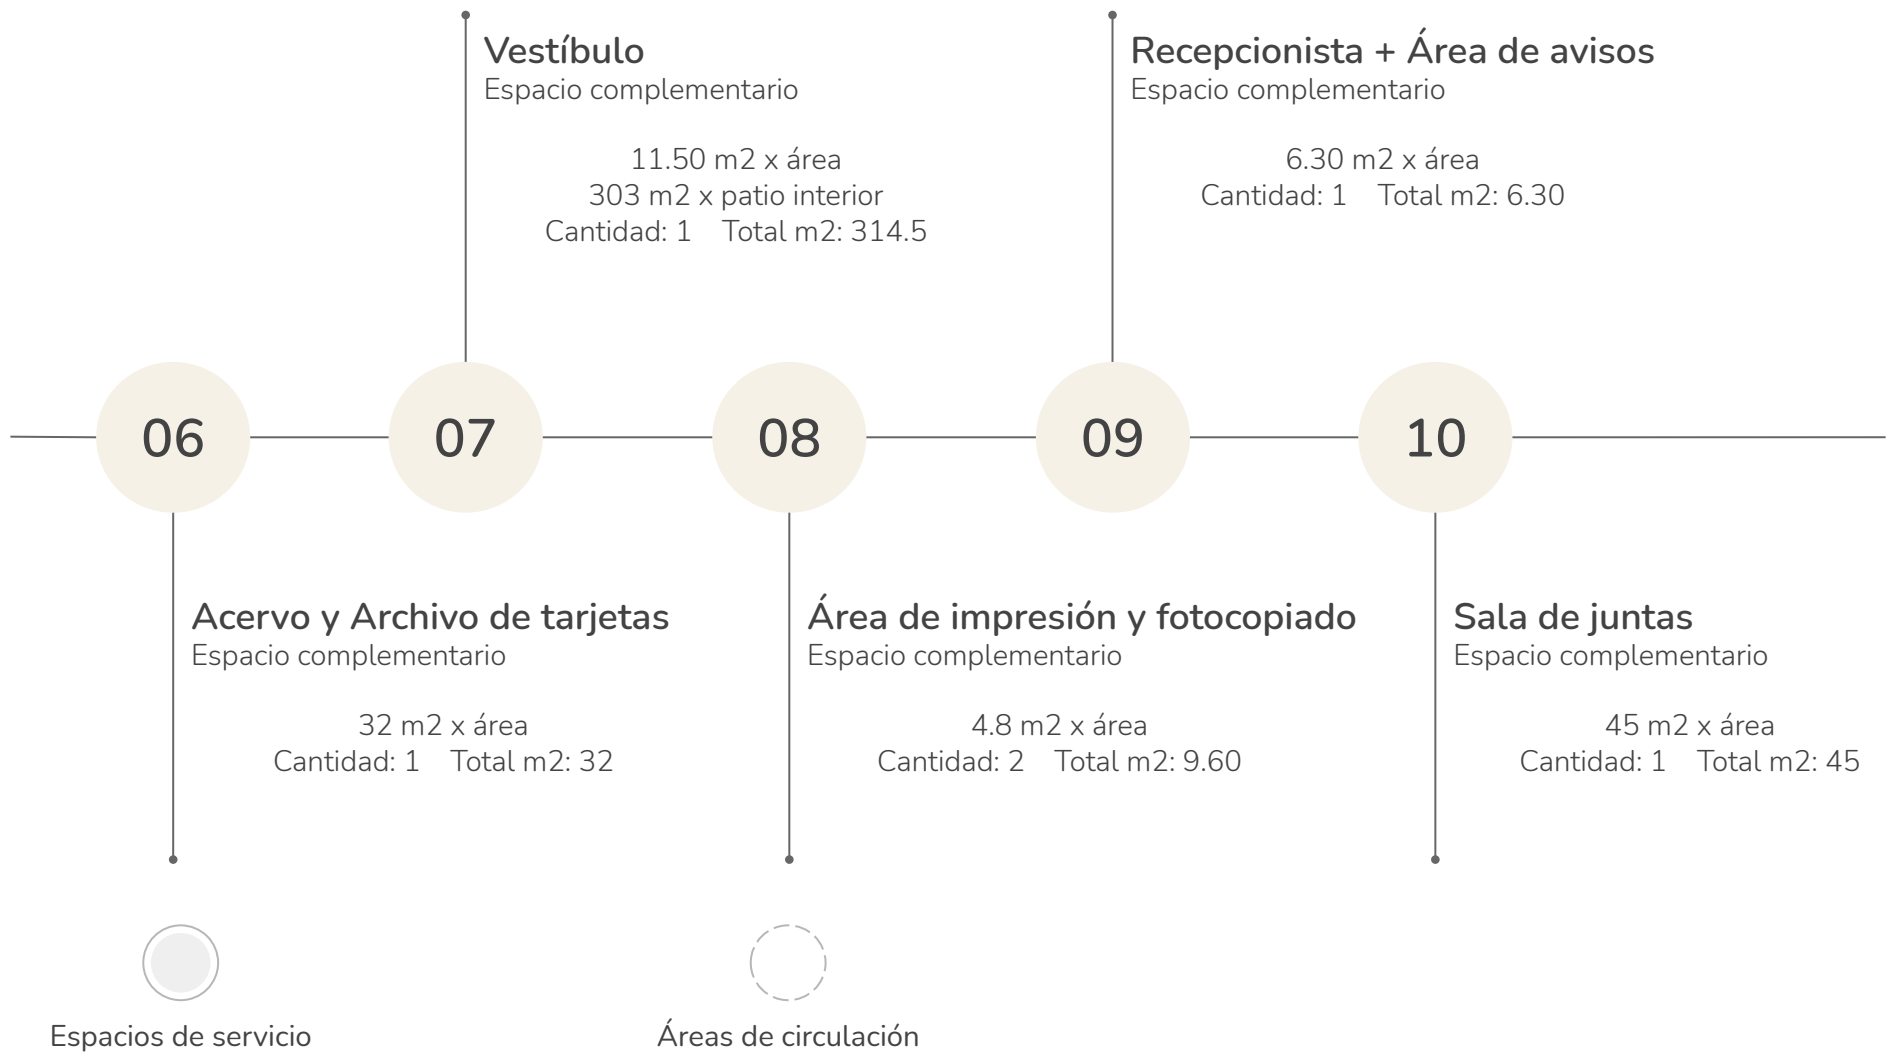 Vestíbulo
Espacio complementario
11.50 m2 x área
303 m2 x patio interior
Cantidad: 1    Total m2: 314.5
Recepcionista + Área de avisos
Espacio complementario
6.30 m2 x área
Cantidad: 1    Total m2: 6.30
06
07
08
09
10
Acervo y Archivo de tarjetas
Espacio complementario
32 m2 x área
Cantidad: 1    Total m2: 32
Área de impresión y fotocopiado
Espacio complementario
4.8 m2 x área
Cantidad: 2    Total m2: 9.60
Sala de juntas
Espacio complementario
45 m2 x área
Cantidad: 1    Total m2: 45
Espacios de servicio
Áreas de circulación